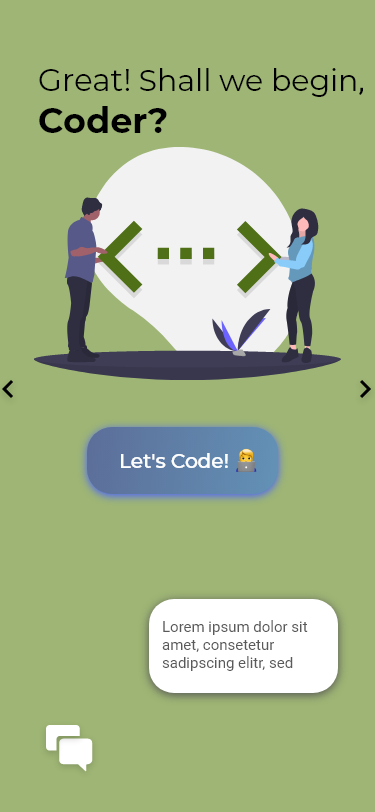 Great! Shall we begin,
Coder?
Let's Code! 🧑‍💻
Lorem ipsum dolor sit
amet, consetetur
sadipscing elitr, sed